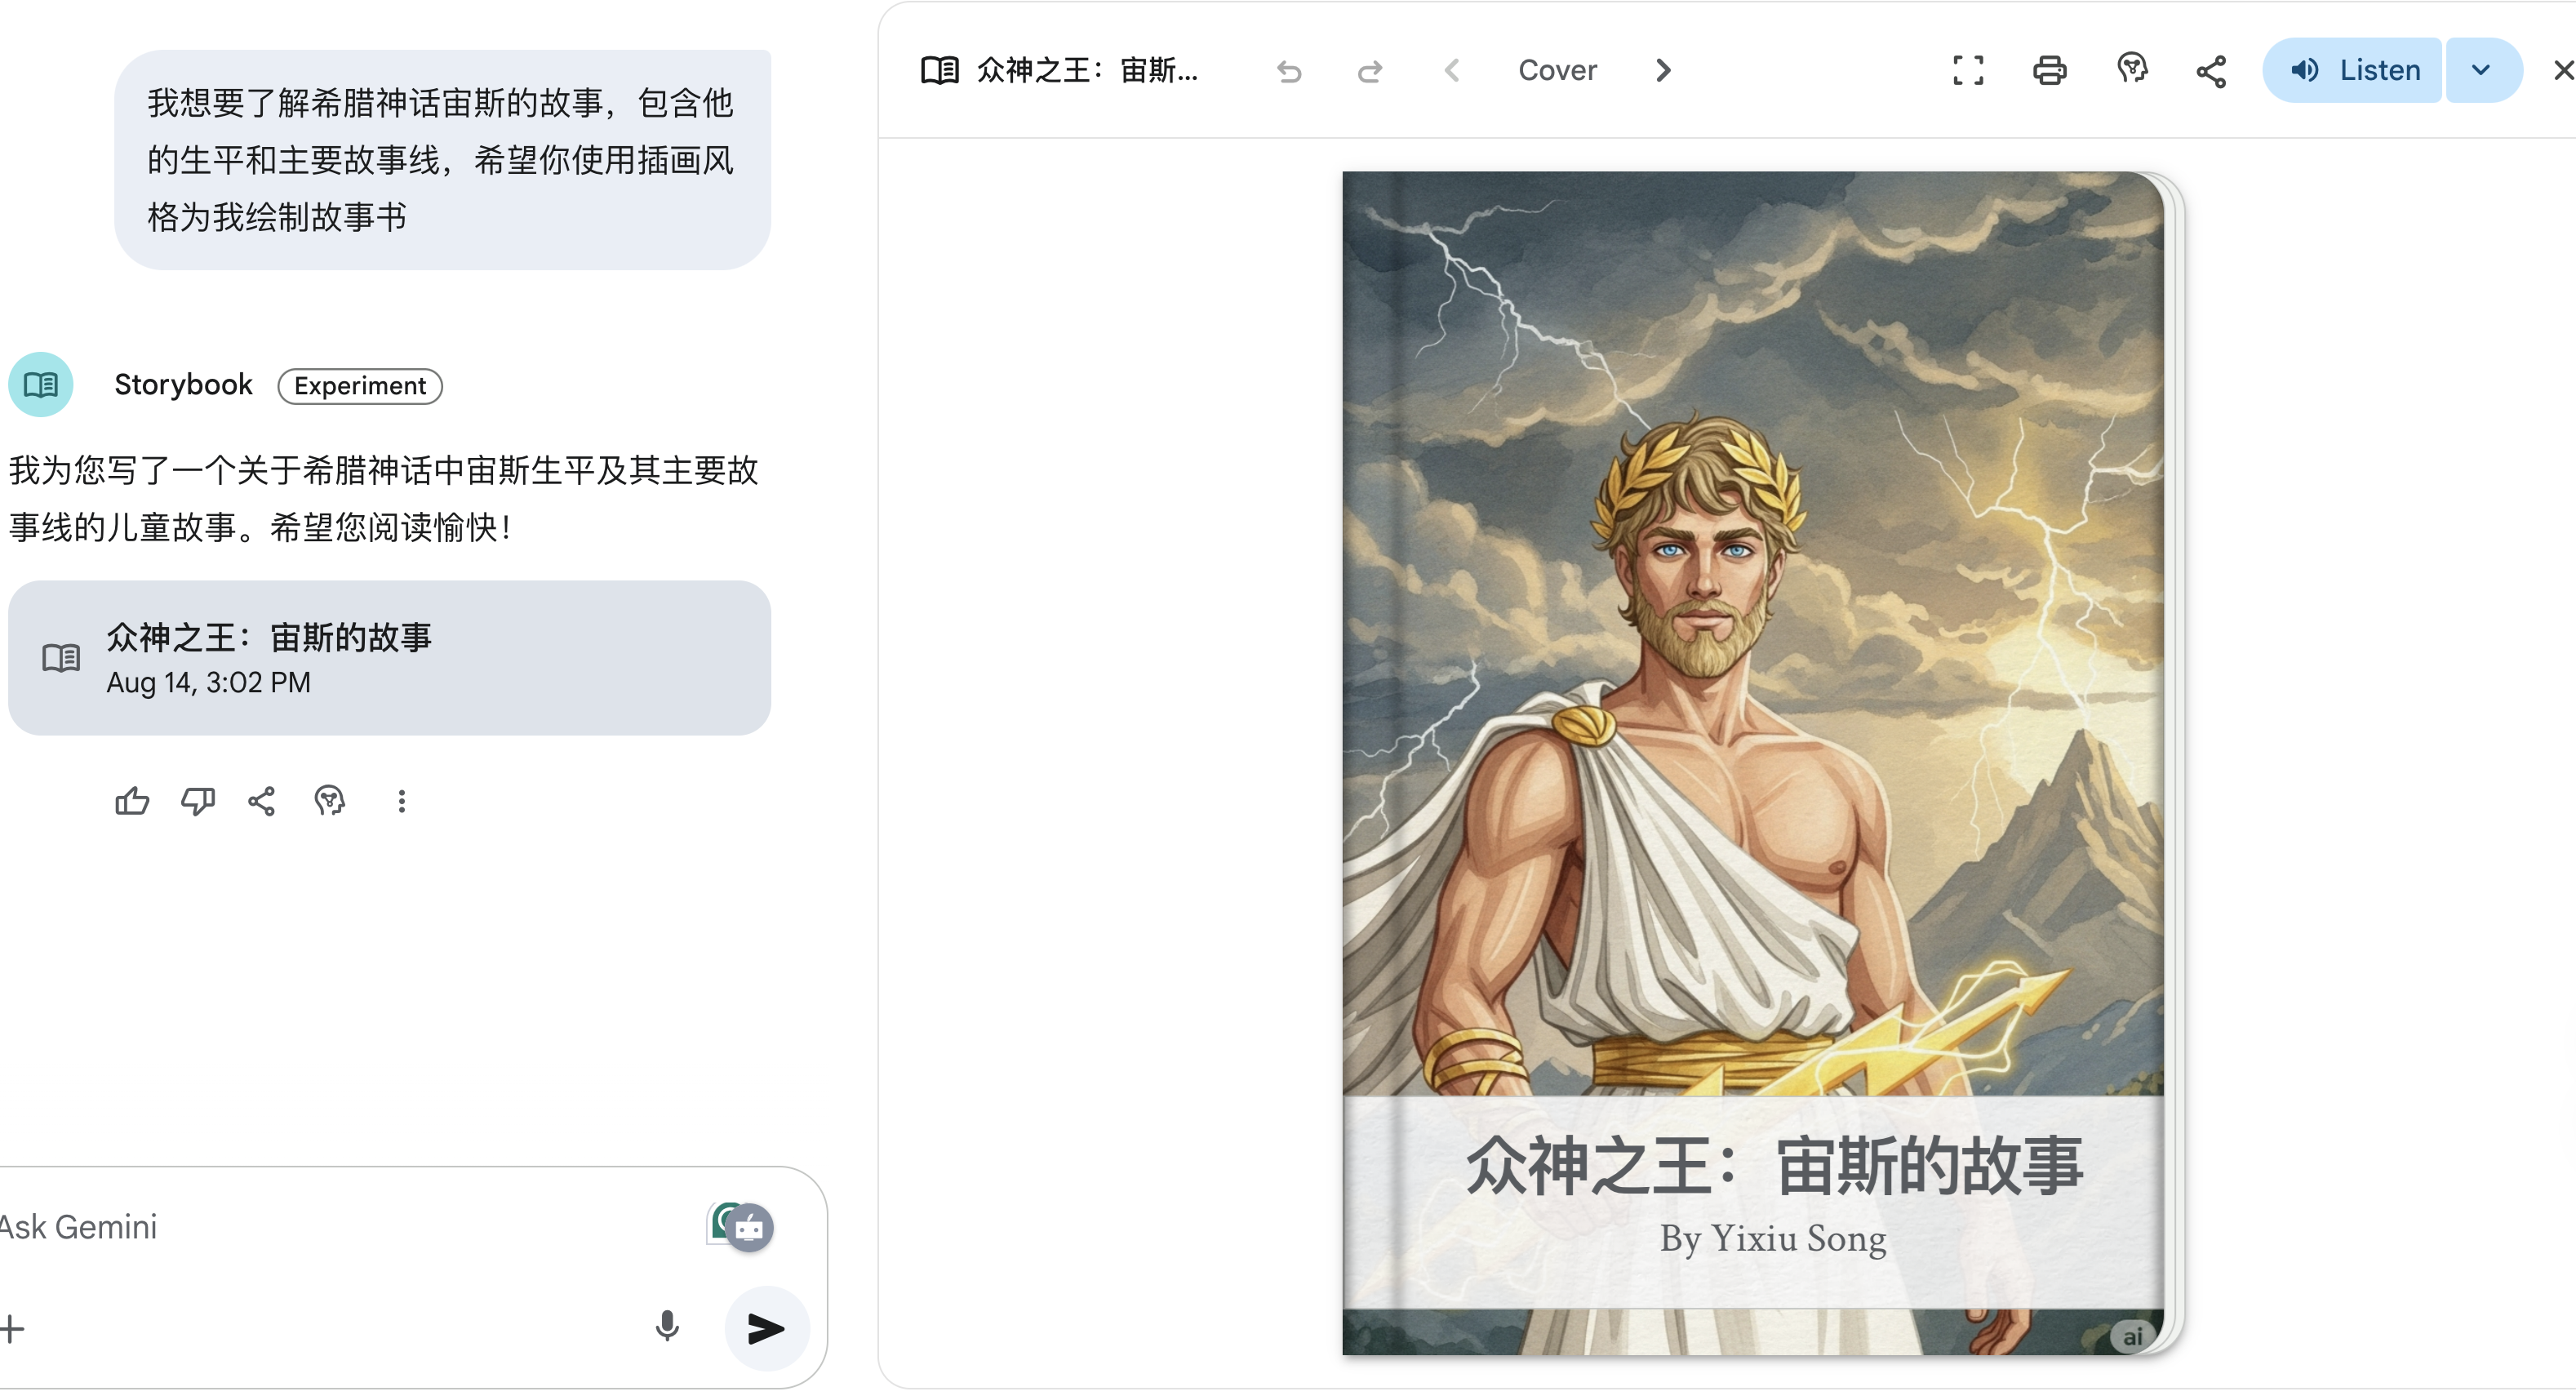 我想要了解希腊神话宙斯的故事，包含他
的生平和主要故事线，希望你使用插画风
格为我绘制故事书
Storybook Experiment
我为您写了一个关于希腊神话中宙斯生平及其主要故
事线的儿童故事。希望您阅读愉快！
众神之王：宙斯的故事
Aug 14, 3:02 PM
Ask Gemini
众神之王：宙斯... Cover Listen
众神之王：宙斯的故事
By Yixiu Song
ai